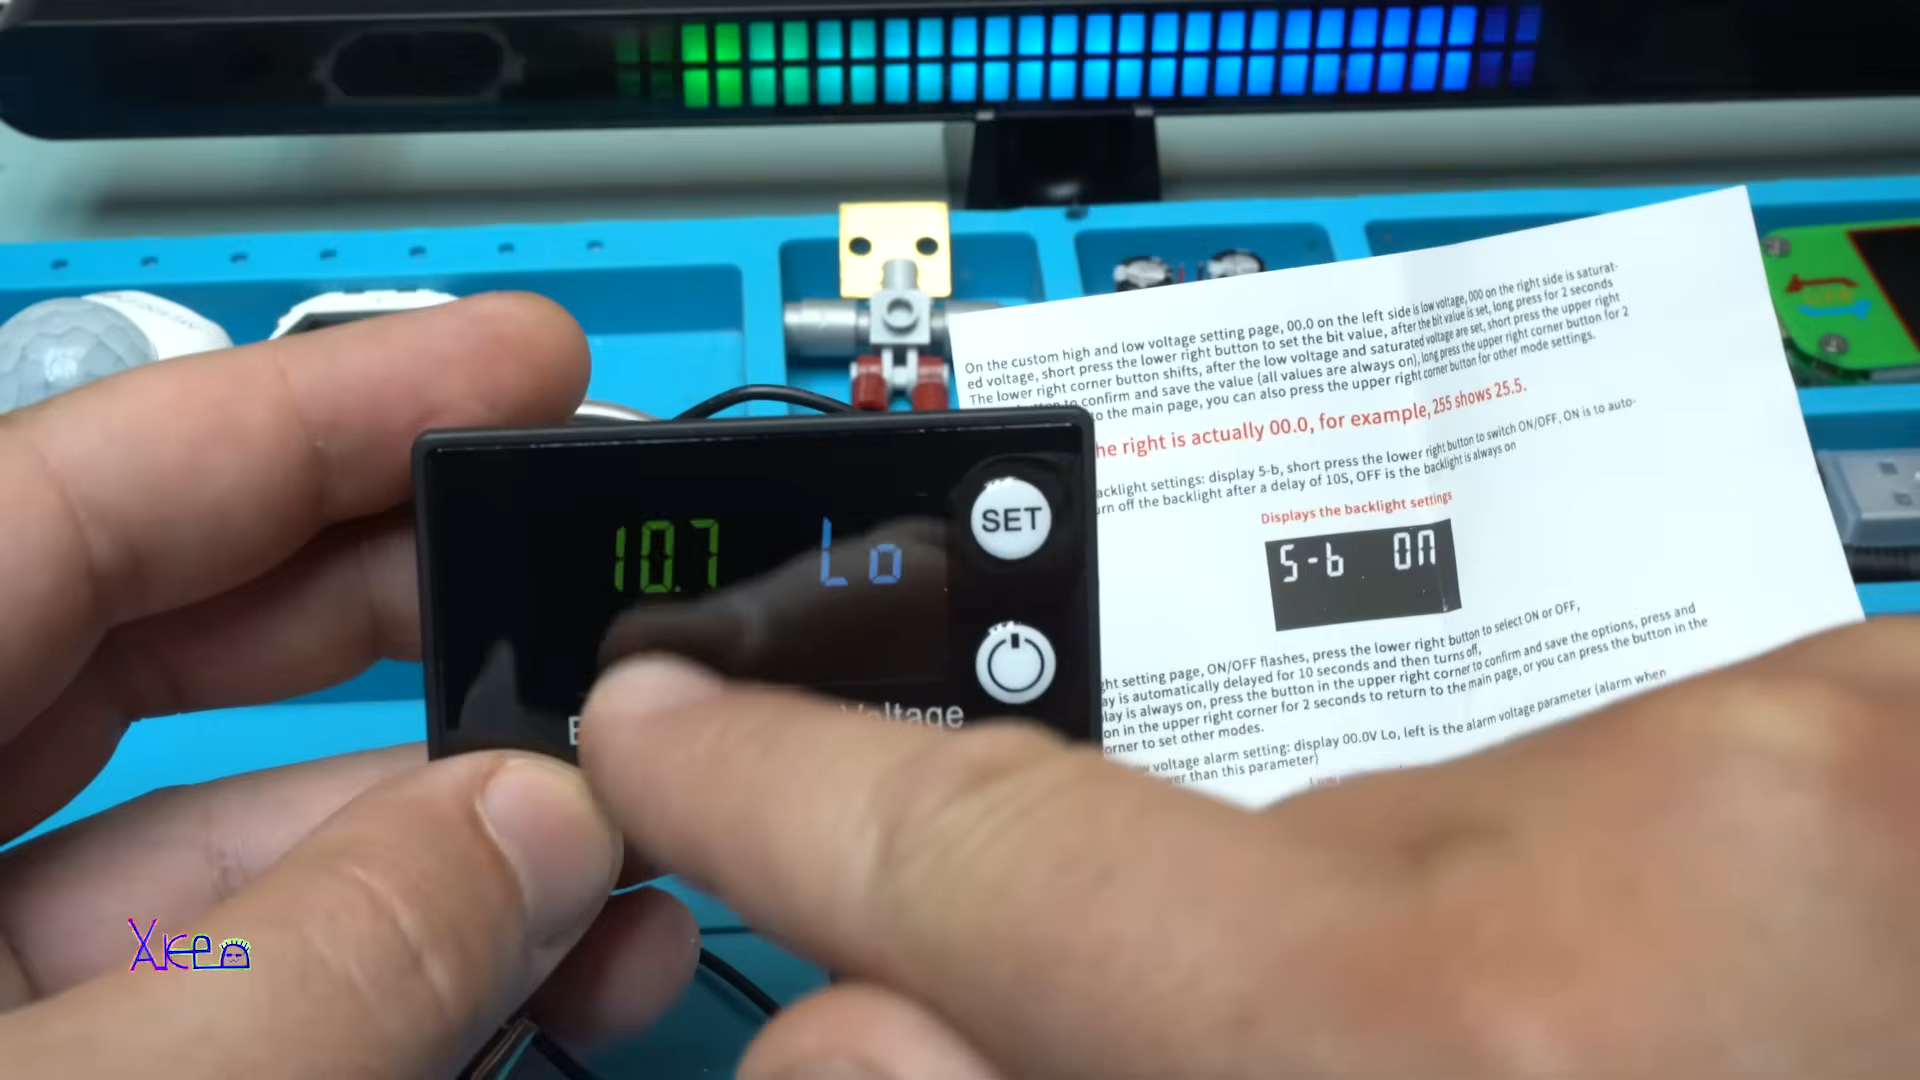 On the custom high and low voltage setting page, 00.0 on the left side is low voltage, 000 on the right side is saturat-
ed voltage, short press the lower right button to set the bit value, after the bit value is set, long press for 2 seconds
The lower right corner button shifts, after the low voltage and saturated voltage are set, short press the upper right
to confirm and save the value (all values are always on), long press the upper right corner button for 2
to the main page, you can also press the upper right corner button for other mode settings.
he right is actually 00.0, for example, 255 shows 25.5.
acklight settings: display 5-b, short press the lower right button to switch ON/OFF, ON is to auto-
urn off the backlight after a delay of 10S, OFF is the backlight is always on
Displays the backlight settings
5-b ON
ht setting page, ON/OFF flashes, press the lower right button to select ON or OFF,
ay is automatically delayed for 10 seconds and then turns off,
lay is always on, press the button in the upper right corner to confirm and save the options, press and
on in the upper right corner for 2 seconds to return to the main page, or you can press the button in the
orner to set other modes.
voltage alarm setting: display 00.0V Lo, left is the alarm voltage parameter (alarm when
er than this parameter)
10.7 Lo
SET
Voltage
Xkeo